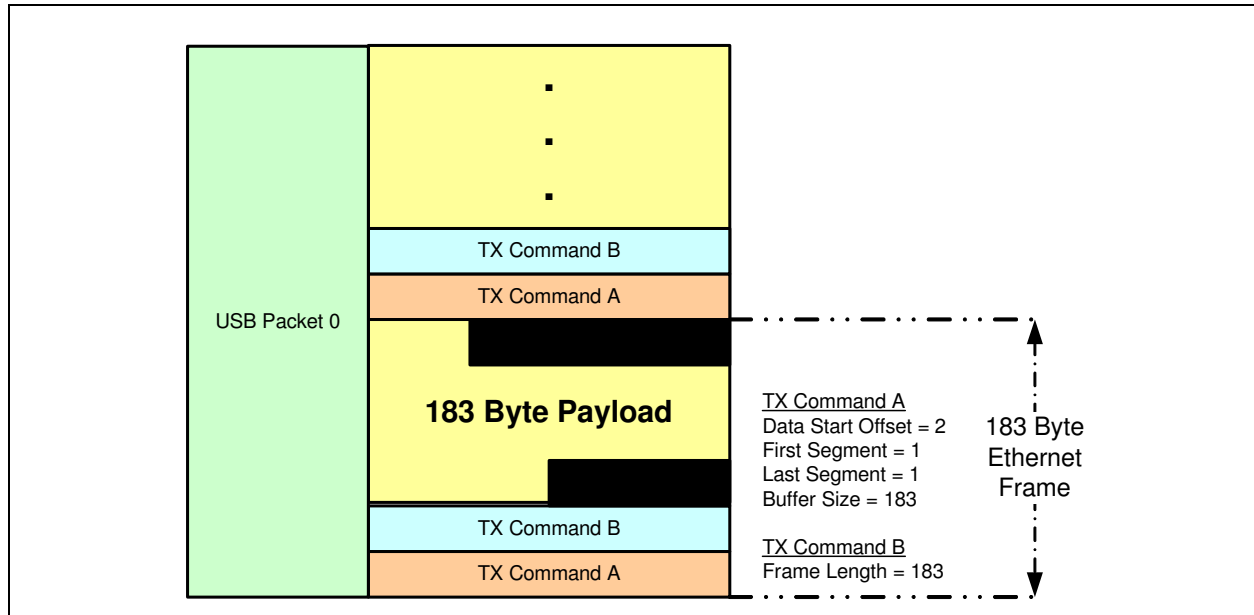 TX Command B
TX Command A
USB Packet 0
183 Byte Payload
TX Command B
TX Command A
TX Command A
Data Start Offset = 2
First Segment = 1
Last Segment = 1
Buffer Size = 183
TX Command B
Frame Length = 183
183 Byte
Ethernet
Frame